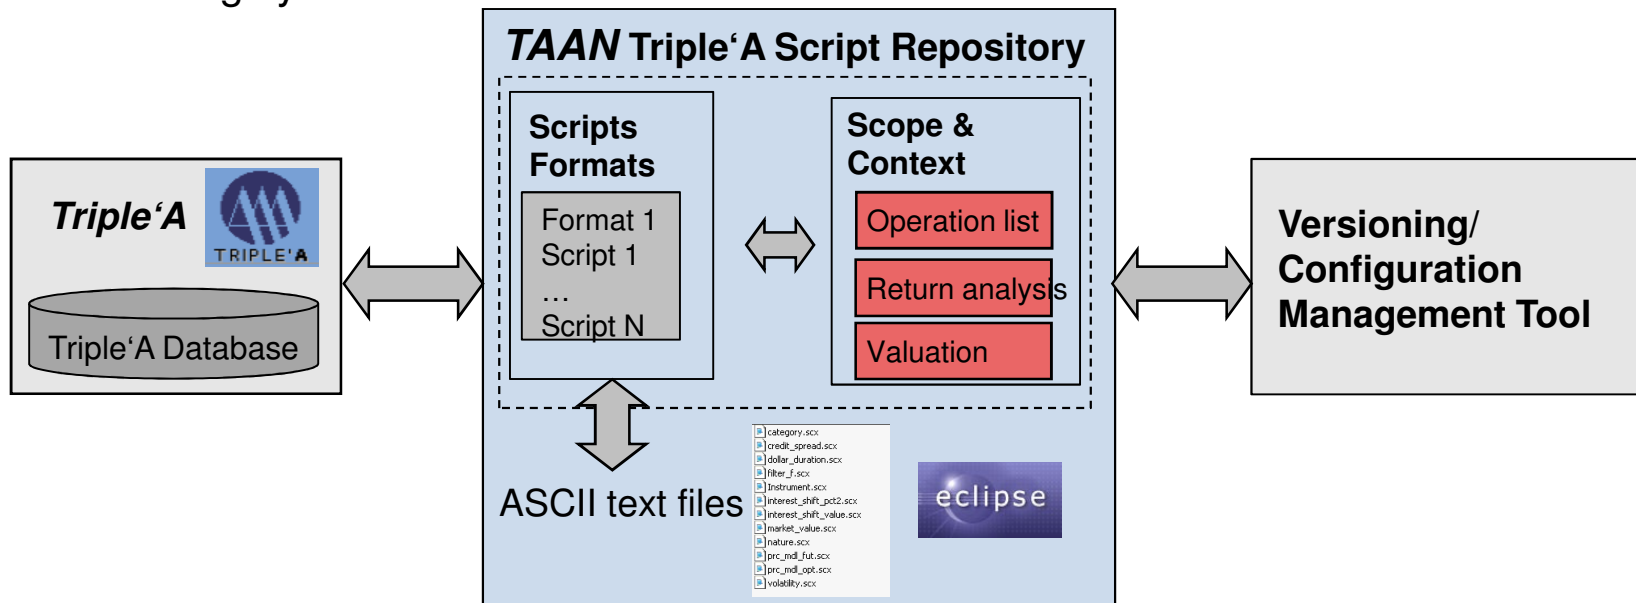 TAAN Triple‘A Script Repository
Scripts
Formats
Format 1
Script 1
...
Script N
Scope &
Context
Operation list
Return analysis
Valuation
Triple‘A
TRIPLE'A
Triple‘A Database
Versioning/
Configuration
Management Tool
ASCII text files
category.scx
credit_spread.scx
dollar_duration.scx
filter_f.scx
Instrument.scx
interest_shift_pct2.scx
interest_shift_value.scx
market_value.scx
nature.scx
prc_mdl_fut.scx
prc_mdl_opt.scx
volatility.scx
eclipse